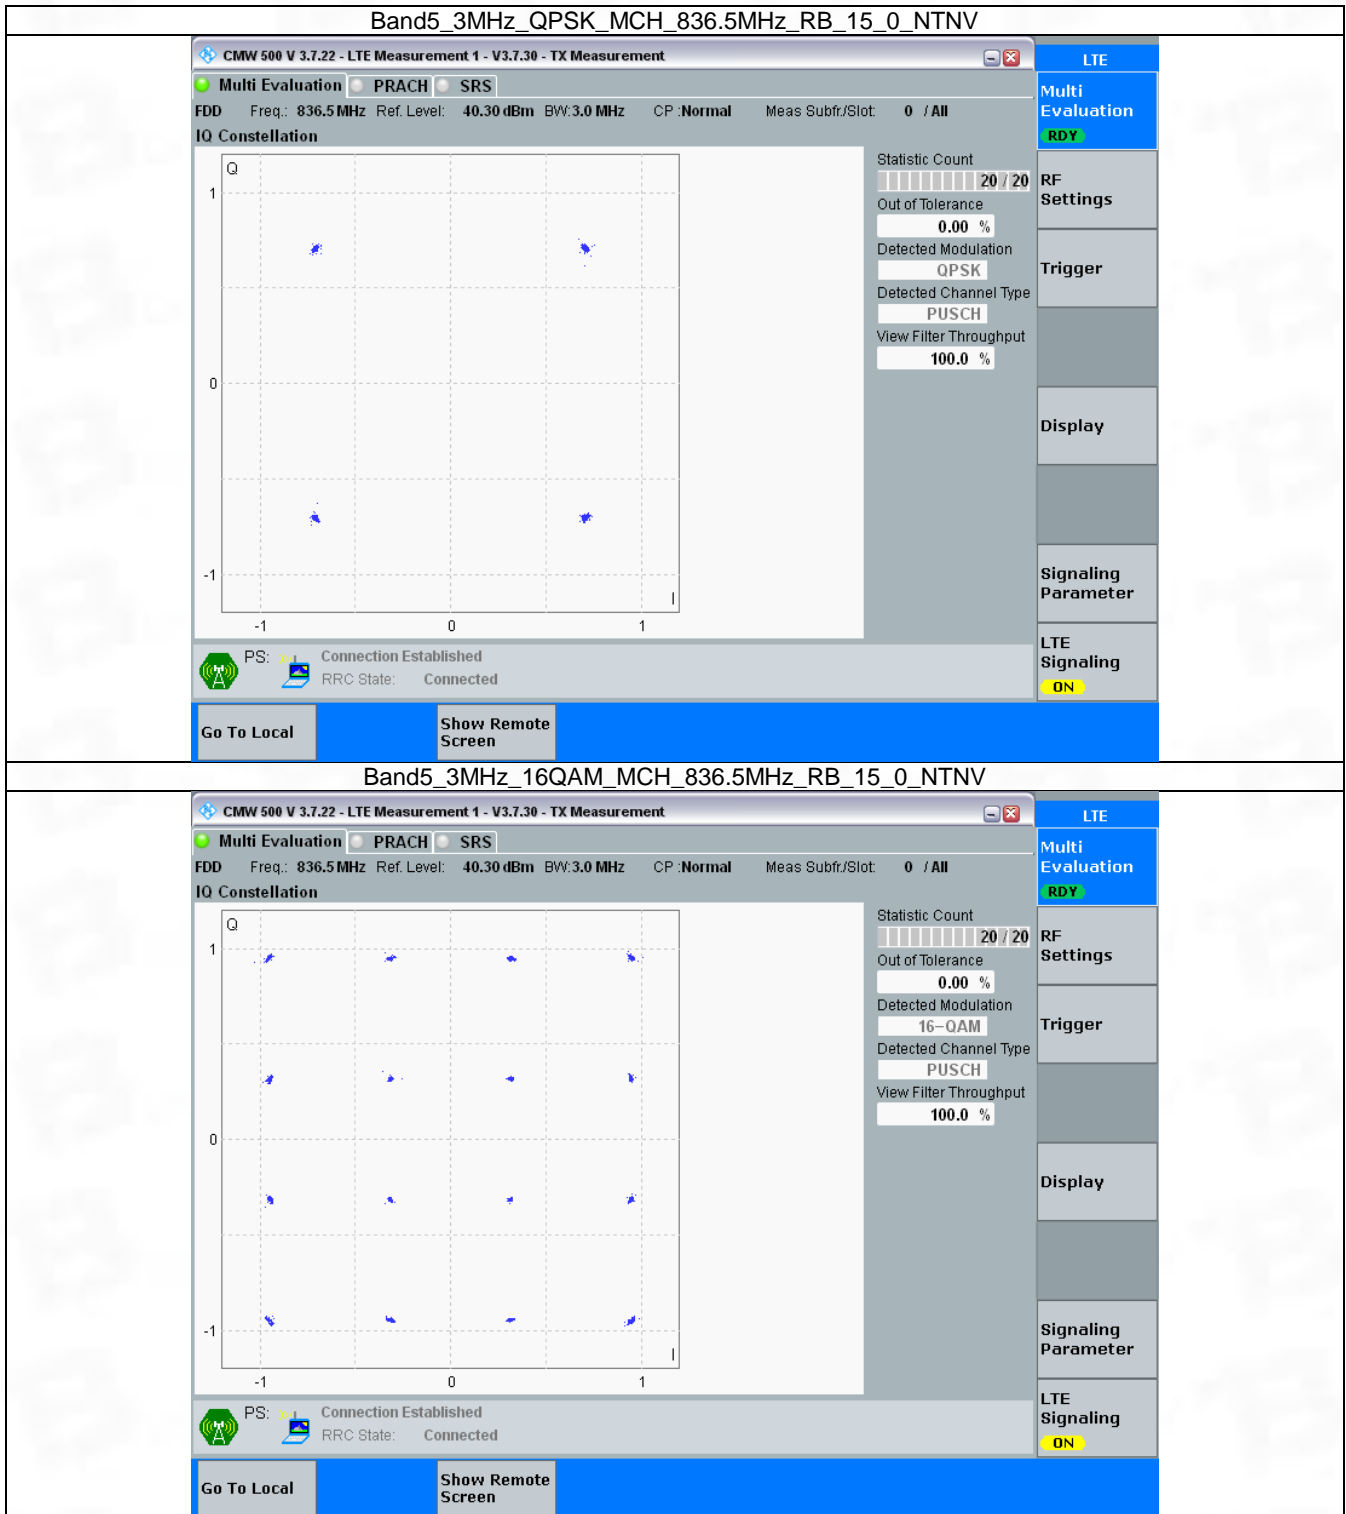 Band5_3MHz_QPSK_MCH_836.5MHz_RB_15_0_NTNV
CMW 500 V 3.7.22 - LTE Measurement 1 - V3.7.30 - TX Measurement
LTE
Multi Evaluation PRACH SRS
Multi
Evaluation
RDY
FDD Freq.: 836.5 MHz Ref. Level: 40.30 dBm BW: 3.0 MHz CP : Normal Meas Subfr./Slot: 0 / All
IQ Constellation
Q
1
0
-1
I
-1 0 1
Statistic Count
20 / 20
Out of Tolerance
0.00 %
Detected Modulation
QPSK
Detected Channel Type
PUSCH
View Filter Throughput
100.0 %
RF
Settings
Trigger
Display
Signaling
Parameter
LTE
Signaling
ON
PS: Connection Established
RRC State: Connected
Go To Local
Show Remote
Screen
Band5_3MHz_16QAM_MCH_836.5MHz_RB_15_0_NTNV
CMW 500 V 3.7.22 - LTE Measurement 1 - V3.7.30 - TX Measurement
LTE
Multi Evaluation PRACH SRS
Multi
Evaluation
RDY
FDD Freq.: 836.5 MHz Ref. Level: 40.30 dBm BW: 3.0 MHz CP : Normal Meas Subfr./Slot: 0 / All
IQ Constellation
Q
1
0
-1
I
-1 0 1
Statistic Count
20 / 20
Out of Tolerance
0.00 %
Detected Modulation
16-QAM
Detected Channel Type
PUSCH
View Filter Throughput
100.0 %
RF
Settings
Trigger
Display
Signaling
Parameter
LTE
Signaling
ON
PS: Connection Established
RRC State: Connected
Go To Local
Show Remote
Screen